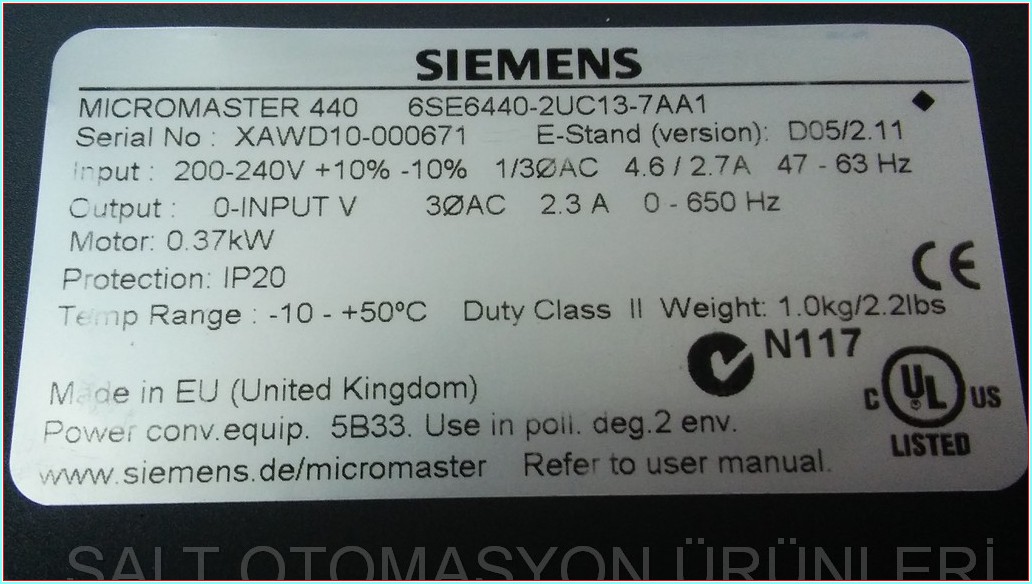 SIEMENS
MICROMASTER 440 6SE6440-2UC13-7AA1
Serial No : XAWD10-000671 E-Stand (version): D05/2.11
Input : 200-240V +10% -10% 1/3ØAC 4.6 / 2.7A 47 - 63 Hz
Output : 0-INPUT V 3ØAC 2.3 A 0 - 650 Hz
Motor: 0.37kW
Protection: IP20
CE
Temp Range : -10 - +50ºC Duty Class II Weight: 1.0kg/2.2lbs
N117
Made in EU (United Kingdom)
C UL US
LISTED
Power conv.equip. 5B33. Use in poll. deg.2 env.
www.siemens.de/micromaster Refer to user manual.
SALT OTOMASYON ÜRÜNLERİ